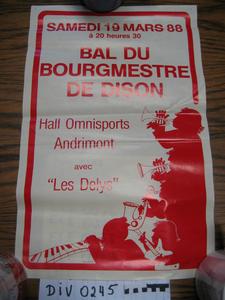 SAMEDI 19 MARS 88
à 20 heures 30
BAL DU
BOURGMESTRE
DE DISON
Hall Omnisports
Andrimont
avec
"Les Delys"
DIV 0245